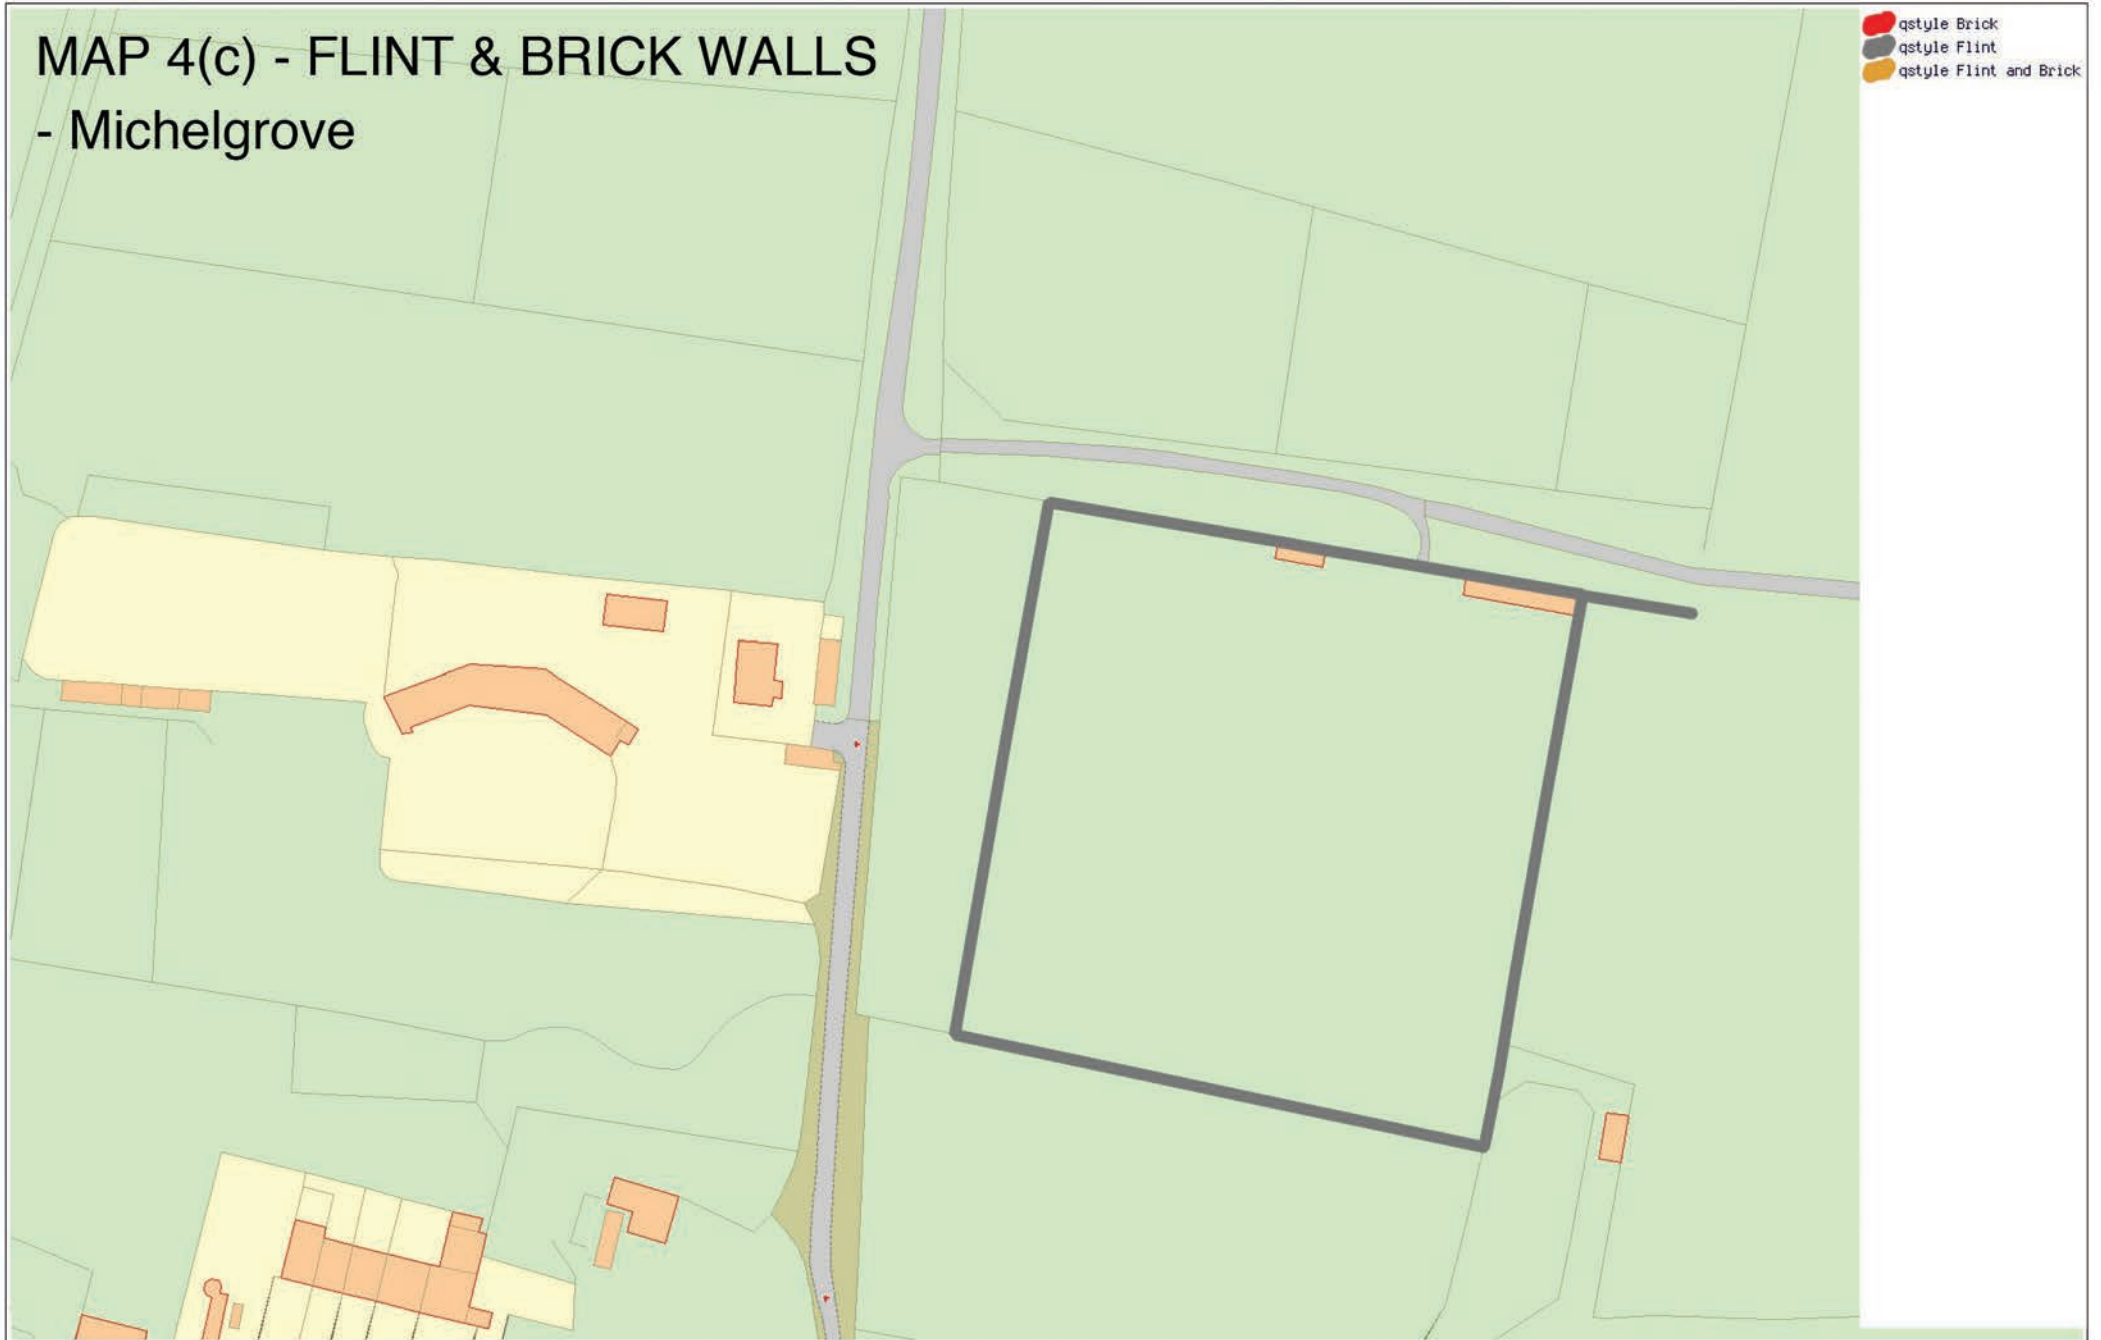 MAP 4(c) - FLINT & BRICK WALLS
- Michelgrove
qstyle Brick
qstyle Flint
qstyle Flint and Brick